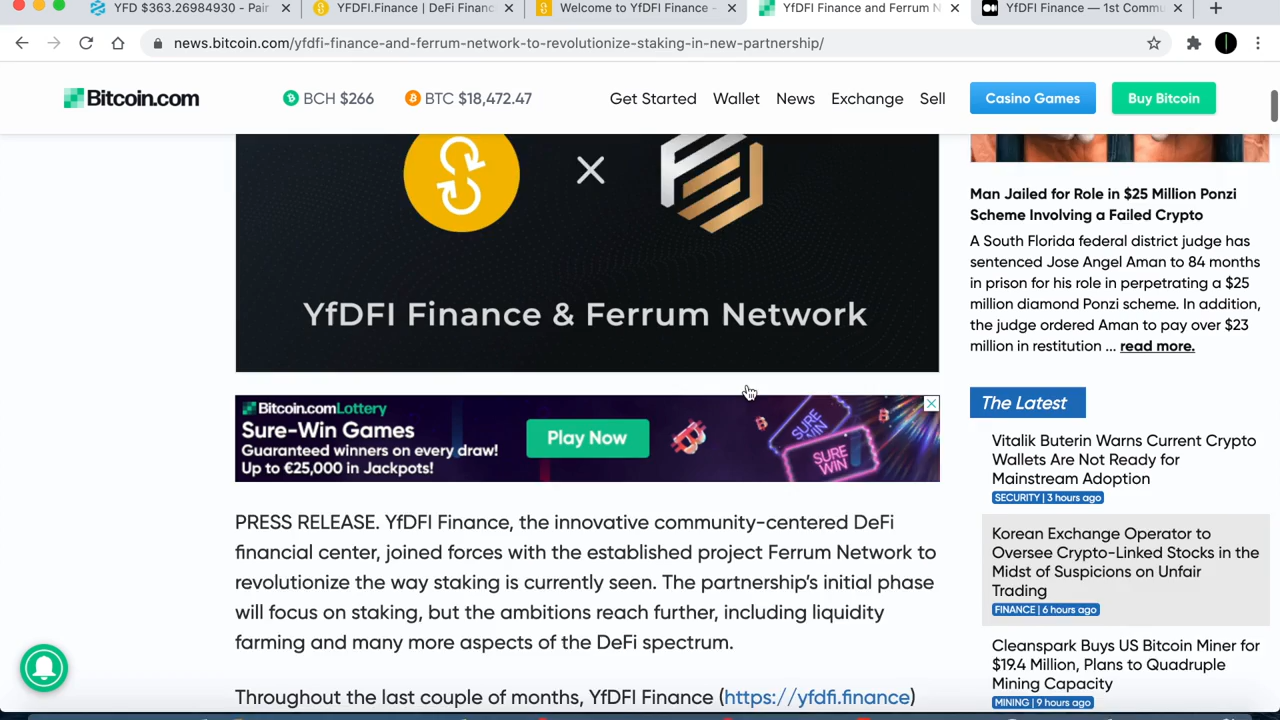 YFD $363.26984930 - Pair
YFDFI.Finance | DeFi Financ
Welcome to YfDFI Finance -
YfDFI Finance and Ferrum N
YfDFI Finance — 1st Commu
news.bitcoin.com/yfdfi-finance-and-ferrum-network-to-revolutionize-staking-in-new-partnership/
Bitcoin.com
BCH $266
BTC $18,472.47
Get Started
Wallet
News
Exchange
Sell
Casino Games
Buy Bitcoin
YfDFI Finance & Ferrum Network
Bitcoin.comLottery
Sure-Win Games
Guaranteed winners on every draw!
Up to €25,000 in Jackpots!
Play Now
SURE
WIN
SURE
WIN
PRESS RELEASE. YfDFI Finance, the innovative community-centered DeFi
financial center, joined forces with the established project Ferrum Network to
revolutionize the way staking is currently seen. The partnership's initial phase
will focus on staking, but the ambitions reach further, including liquidity
farming and many more aspects of the DeFi spectrum.
Throughout the last couple of months, YfDFI Finance (https://yfdfi.finance)
Man Jailed for Role in $25 Million Ponzi
Scheme Involving a Failed Crypto
A South Florida federal district judge has
sentenced Jose Angel Aman to 84 months
in prison for his role in perpetrating a $25
million diamond Ponzi scheme. In addition,
the judge ordered Aman to pay over $23
million in restitution ... read more.
The Latest
Vitalik Buterin Warns Current Crypto
Wallets Are Not Ready for
Mainstream Adoption
SECURITY | 3 hours ago
Korean Exchange Operator to
Oversee Crypto-Linked Stocks in the
Midst of Suspicions on Unfair
Trading
FINANCE | 6 hours ago
Cleanspark Buys US Bitcoin Miner for
$19.4 Million, Plans to Quadruple
Mining Capacity
MINING | 9 hours ago